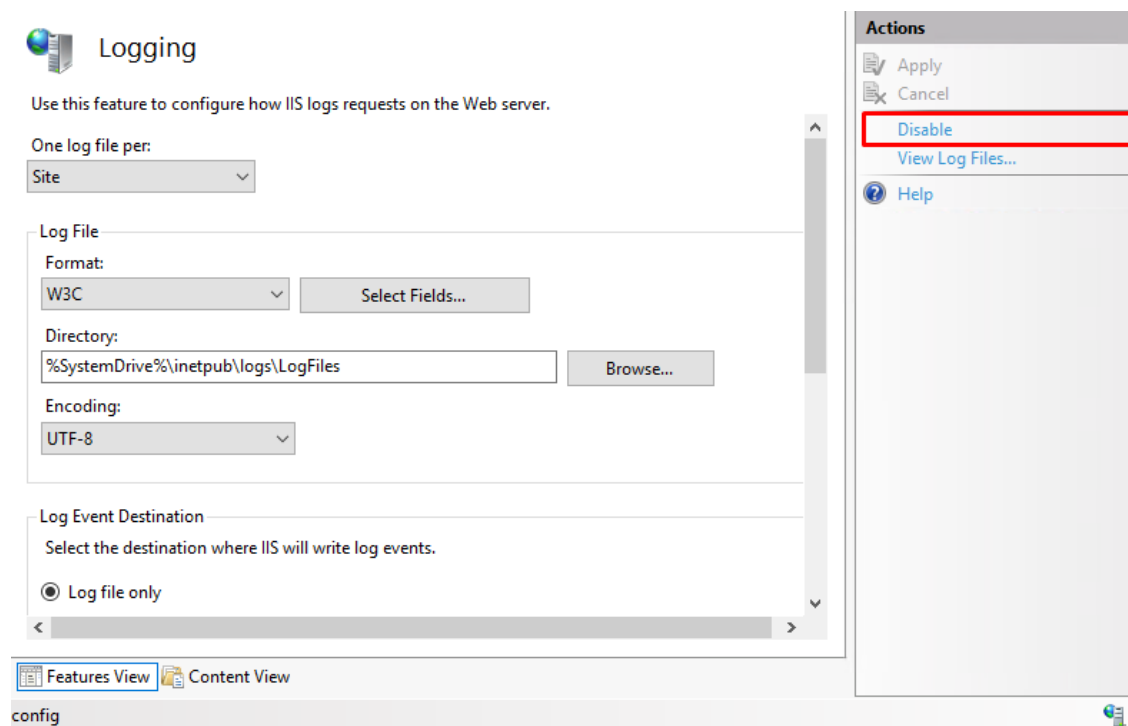 Logging
Use this feature to configure how IIS logs requests on the Web server.
One log file per:
Site
Log File
Format:
W3C
Select Fields...
Directory:
%SystemDrive%\inetpub\logs\LogFiles
Browse...
Encoding:
UTF-8
Log Event Destination
Select the destination where IIS will write log events.
Log file only
Features View
Content View
config
Actions
Apply
Cancel
Disable
View Log Files...
Help